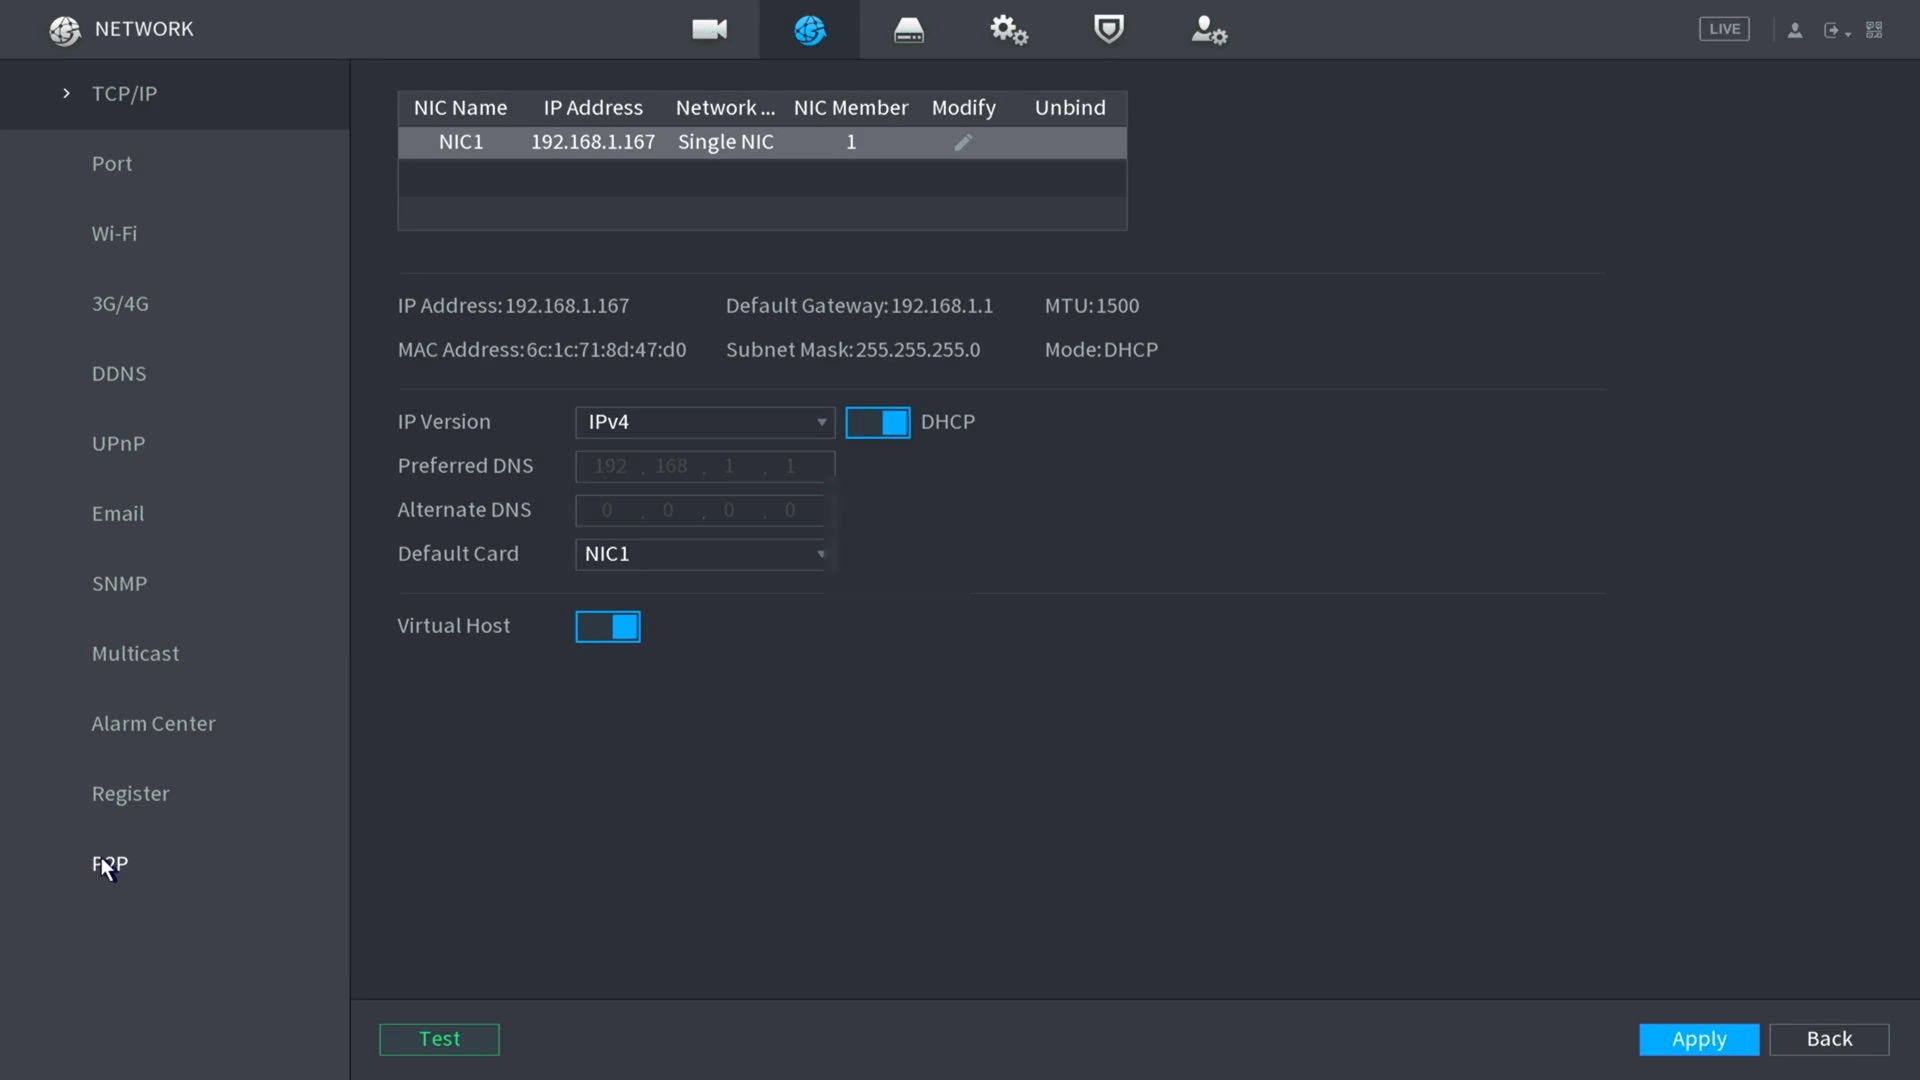 NETWORK
LIVE
TCP/IP
Port
Wi-Fi
3G/4G
DDNS
UPnP
Email
SNMP
Multicast
Alarm Center
Register
P2P
NIC Name IP Address Network ... NIC Member Modify Unbind
NIC1 192.168.1.167 Single NIC 1
IP Address:192.168.1.167 Default Gateway:192.168.1.1 MTU:1500
MAC Address:6c:1c:71:8d:47:d0 Subnet Mask:255.255.255.0 Mode:DHCP
IP Version IPv4 DHCP
Preferred DNS 192 . 168 . 1 . 1
Alternate DNS 0 . 0 . 0 . 0
Default Card NIC1
Virtual Host
Test Apply Back